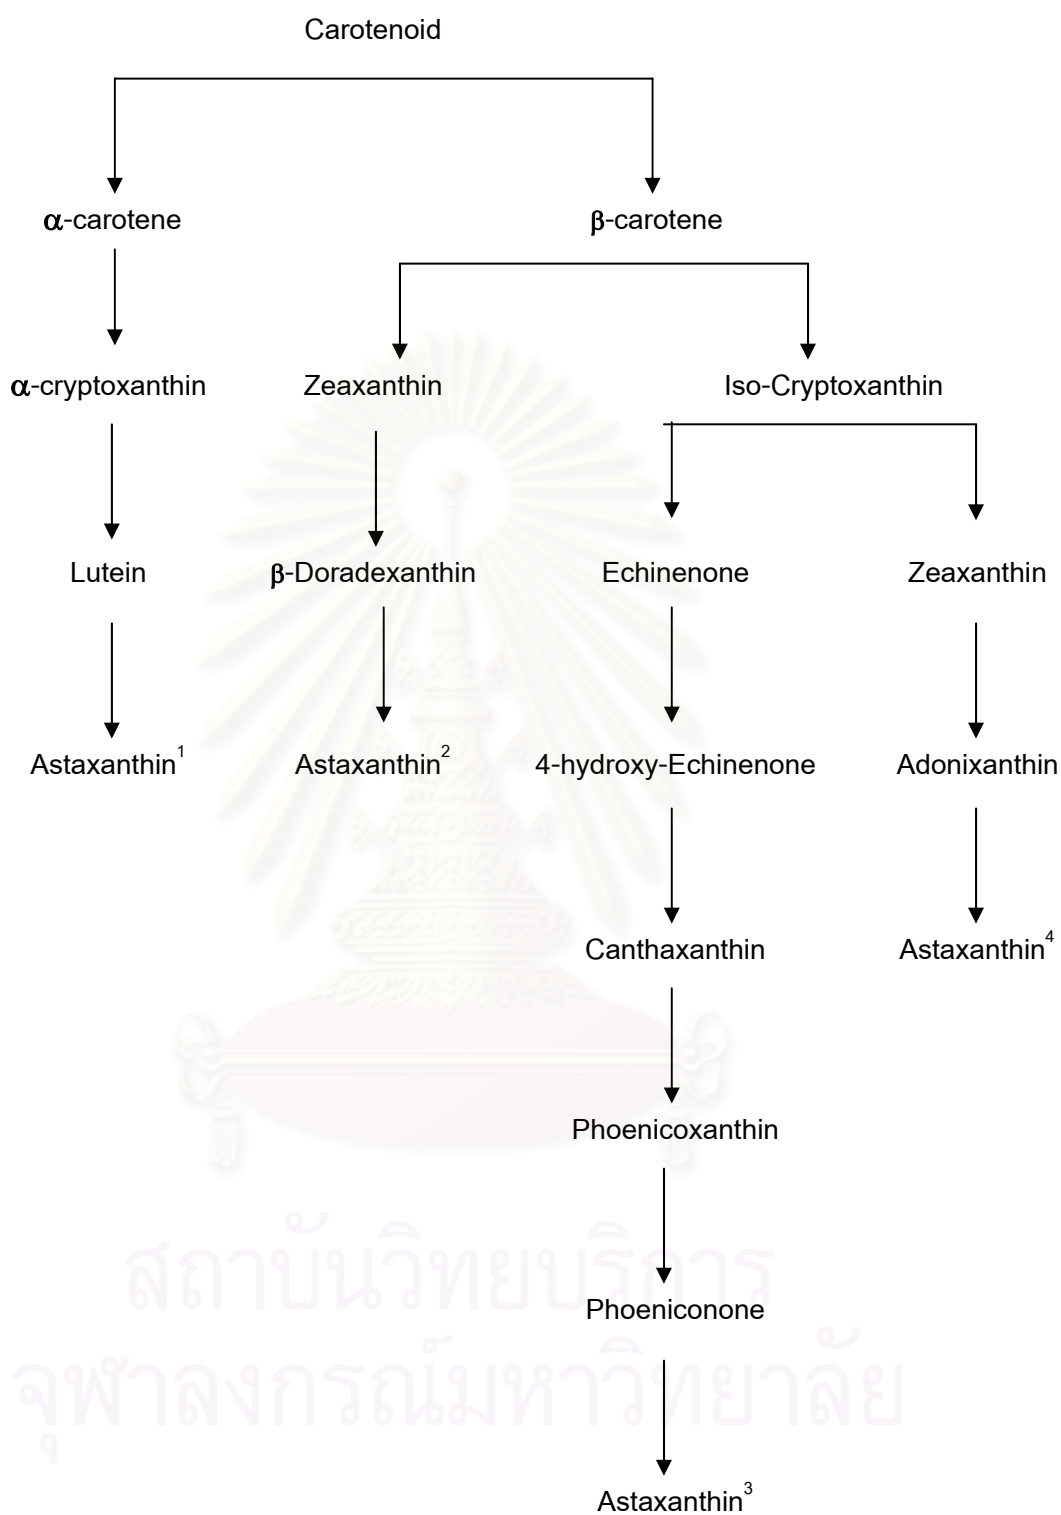 Carotenoid
α-carotene β-carotene
α-cryptoxanthin Zeaxanthin Iso-Cryptoxanthin
Lutein β-Doradexanthin Echinenone Zeaxanthin
Astaxanthin¹ Astaxanthin² 4-hydroxy-Echinenone Adonixanthin
Canthaxanthin Astaxanthin⁴
Phoenicoxanthin
สถาบันวิทยบริการ
Phoeniconone
จุฬาลงกรณ์มหาวิทยาลัย
Astaxanthin³